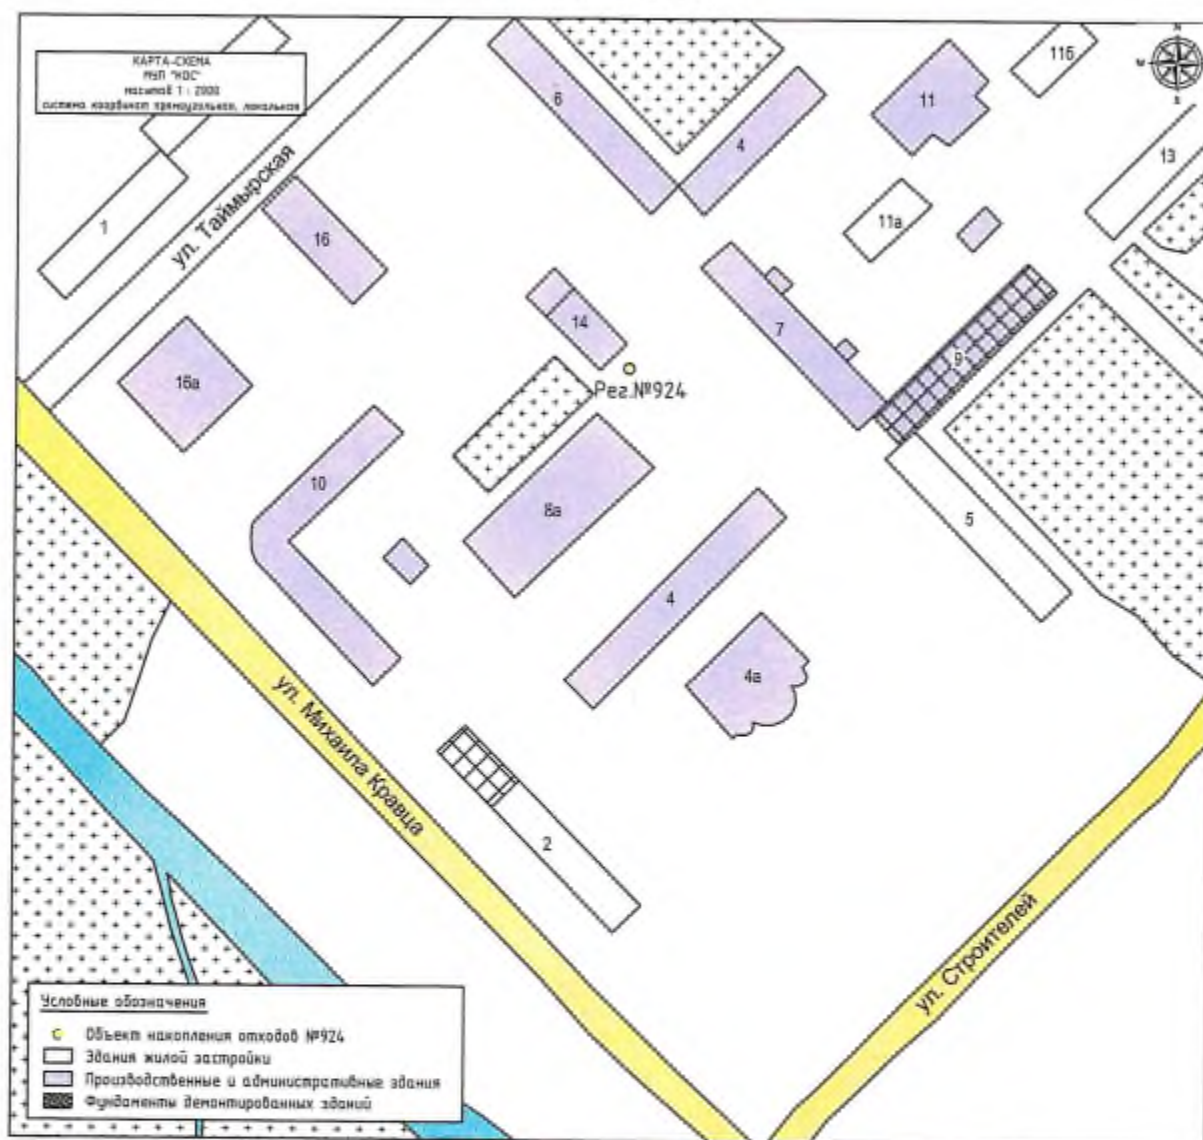 КАРТА-СХЕМА
МУП "КОС"
масштаб 1 : 2000
система координат прямоугольная, локальная
N
W
S
11б
6
11
4
13
1
ул. Таймырская
11а
16
14
7
9
16а
Рег.№924
10
8а
5
4
4а
ул. Михаила Кравца
2
ул. Строителей
Условные обозначения
Объект накопления отходов №924
Здания жилой застройки
Производственные и административные здания
Фундаменты демонтированных зданий